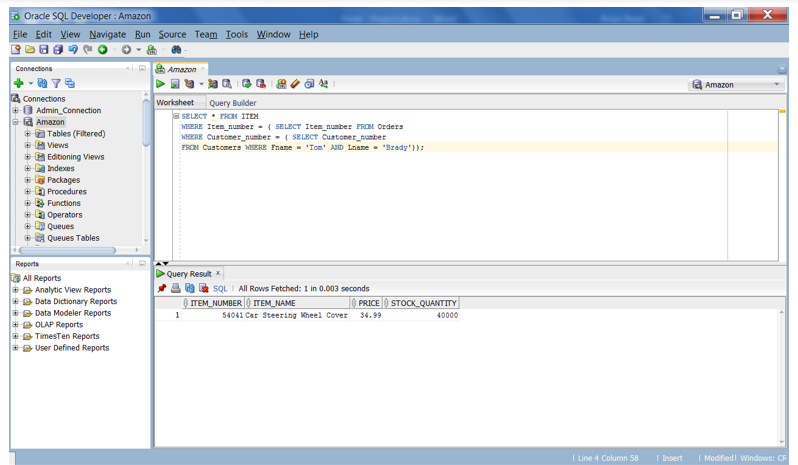 Oracle SQL Developer : Amazon
File Edit View Navigate Run Source Team Tools Window Help
Connections
Amazon
Amazon
Worksheet Query Builder
Connections
Admin_Connection
Amazon
Tables (Filtered)
Views
Editioning Views
Indexes
Packages
Procedures
Functions
Operators
Queues
Queues Tables
SELECT * FROM ITEM
WHERE Item_number = ( SELECT Item_number FROM Orders
WHERE Customer_number = ( SELECT Customer_number
FROM Customers WHERE Fname = 'Tom' AND Lname = 'Brady'));
Reports
All Reports
Analytic View Reports
Data Dictionary Reports
Data Modeler Reports
OLAP Reports
TimesTen Reports
User Defined Reports
Query Result
SQL | All Rows Fetched: 1 in 0.003 seconds
ITEM_NUMBER ITEM_NAME PRICE STOCK_QUANTITY
1 54041 Car Steering Wheel Cover 34.99 40000
| Line 4 Column 58 | Insert | Modified | Windows: CF